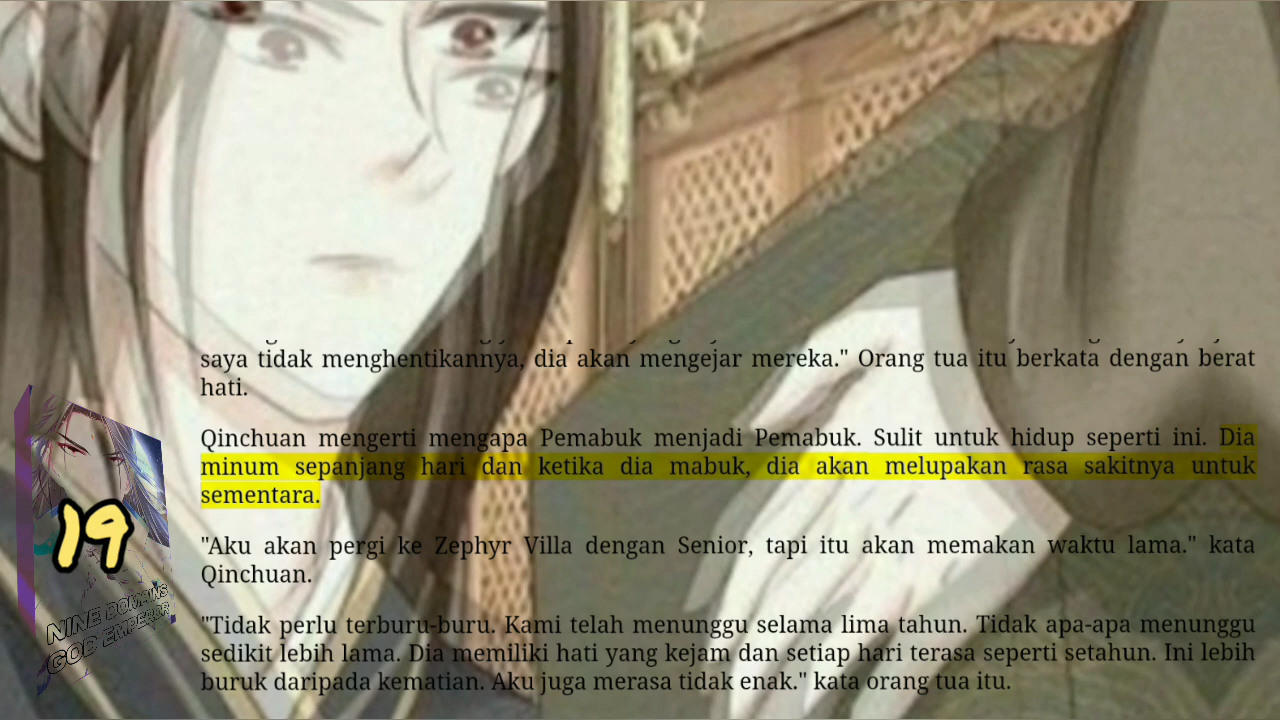 saya tidak menghentikannya, dia akan mengejar mereka." Orang tua itu berkata dengan berat
hati.
Qinchuan mengerti mengapa Pemabuk menjadi Pemabuk. Sulit untuk hidup seperti ini. Dia
minum sepanjang hari dan ketika dia mabuk, dia akan melupakan rasa sakitnya untuk
sementara.
"Aku akan pergi ke Zephyr Villa dengan Senior, tapi itu akan memakan waktu lama." kata
Qinchuan.
"Tidak perlu terburu-buru. Kami telah menunggu selama lima tahun. Tidak apa-apa menunggu
sedikit lebih lama. Dia memiliki hati yang kejam dan setiap hari terasa seperti setahun. Ini lebih
buruk daripada kematian. Aku juga merasa tidak enak." kata orang tua itu.
19
NINE DOMAINS
GOD EMPEROR